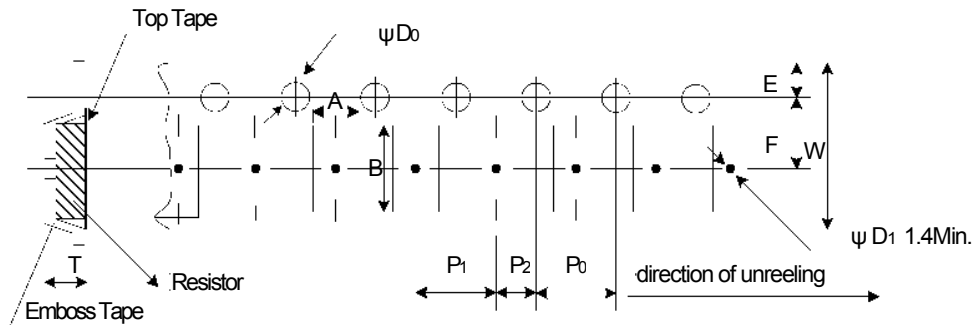 Top Tape
ψD₀
E
A
F
W
B
ψ D₁ 1.4Min.
T
P₁
P₂
P₀
direction of unreeling
Resistor
Emboss Tape